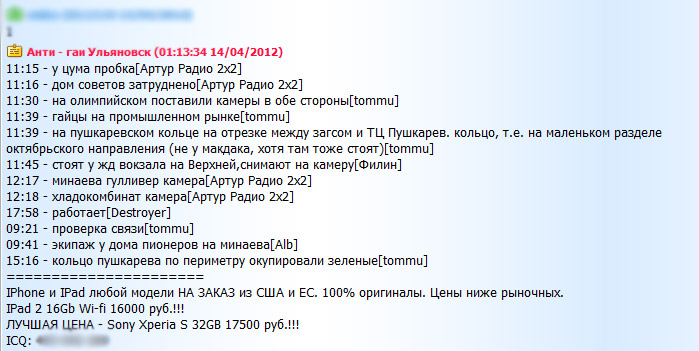 1
Анти - гаи Ульяновск (01:13:34 14/04/2012)
11:15 - у цума пробка[Артур Радио 2x2]
11:16 - дом советов затруднено[Артур Радио 2x2]
11:30 - на олимпийском поставили камеры в обе стороны[tommu]
11:39 - гайцы на промышленном рынке[tommu]
11:39 - на пушкаревском кольце на отрезке между загсом и ТЦ Пушкарев. кольцо, т.е. на маленьком разделе
октябрьского направления (не у макдака, хотя там тоже стоят)[tommu]
11:45 - стоят у жд вокзала на Верхней,снимают на камеру[Филин]
12:17 - минаева гулливер камера[Артур Радио 2x2]
12:18 - хладокомбинат камера[Артур Радио 2x2]
17:58 - работает[Destroyer]
09:21 - проверка связи[tommu]
09:41 - экипаж у дома пионеров на минаева[Alb]
15:16 - кольцо пушкарева по периметру окупировали зеленые[tommu]
======================
IPhone и IPad любой модели НА ЗАКАЗ из США и ЕС. 100% оригиналы. Цены ниже рыночных.
IPad 2 16Gb Wi-fi 16000 руб.!!!
ЛУЧШАЯ ЦЕНА - Sony Xperia S 32GB 17500 руб.!!!
ICQ: